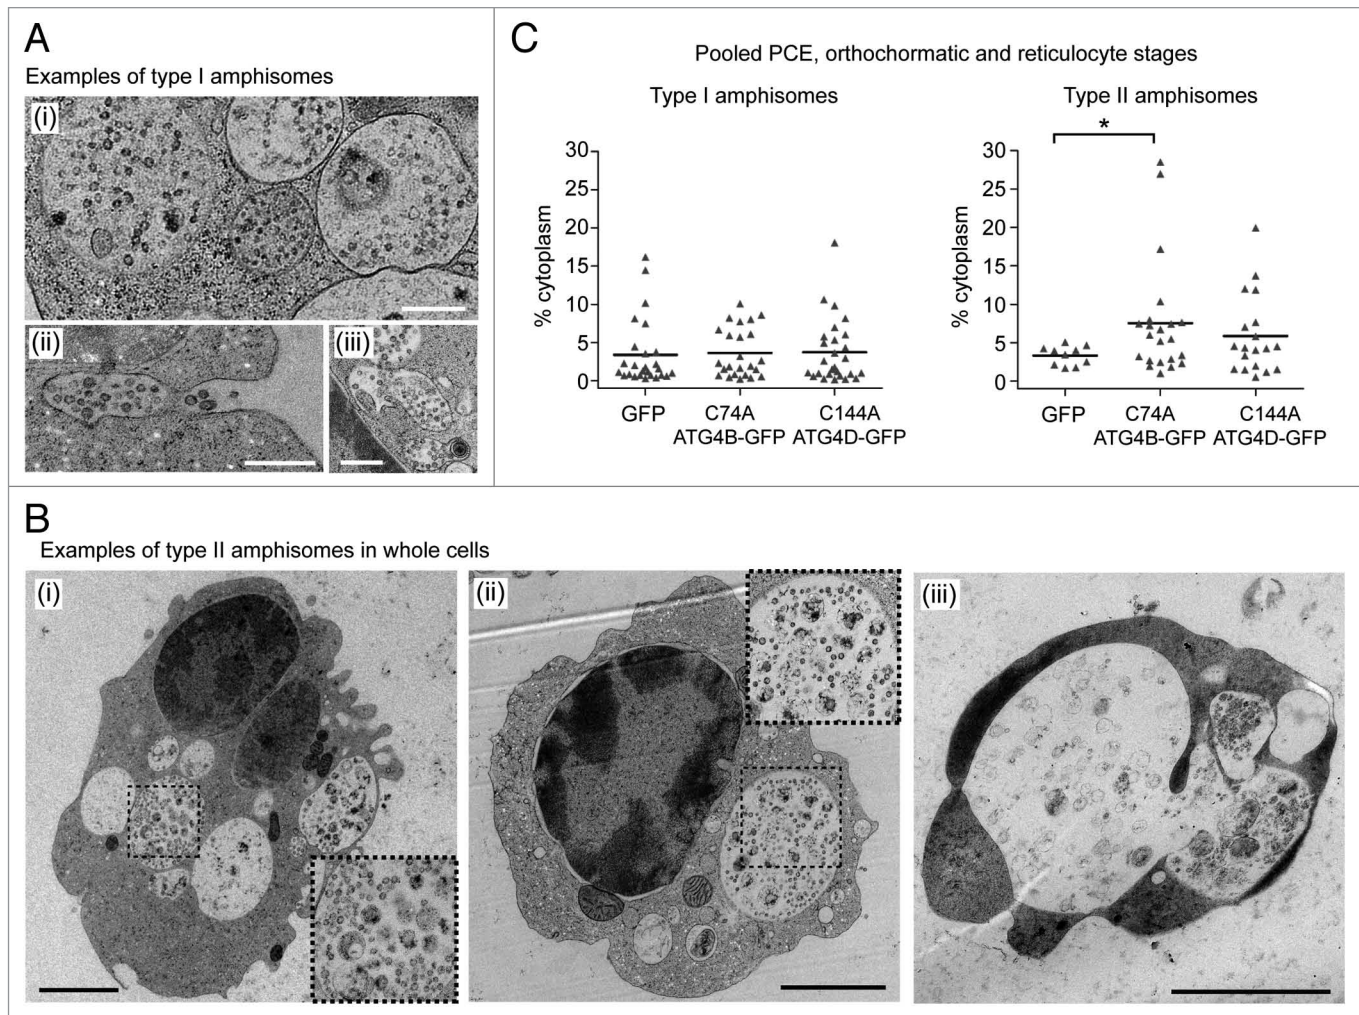 A
Examples of type I amphisomes
(i)
(ii)
(iii)
C
Pooled PCE, orthochormatic and reticulocyte stages
Type I amphisomes
% cytoplasm
30
25
20
15
10
5
0
GFP
C74A
ATG4B-GFP
C144A
ATG4D-GFP
Type II amphisomes
*
% cytoplasm
30
25
20
15
10
5
0
GFP
C74A
ATG4B-GFP
C144A
ATG4D-GFP
B
Examples of type II amphisomes in whole cells
(i)
(ii)
(iii)